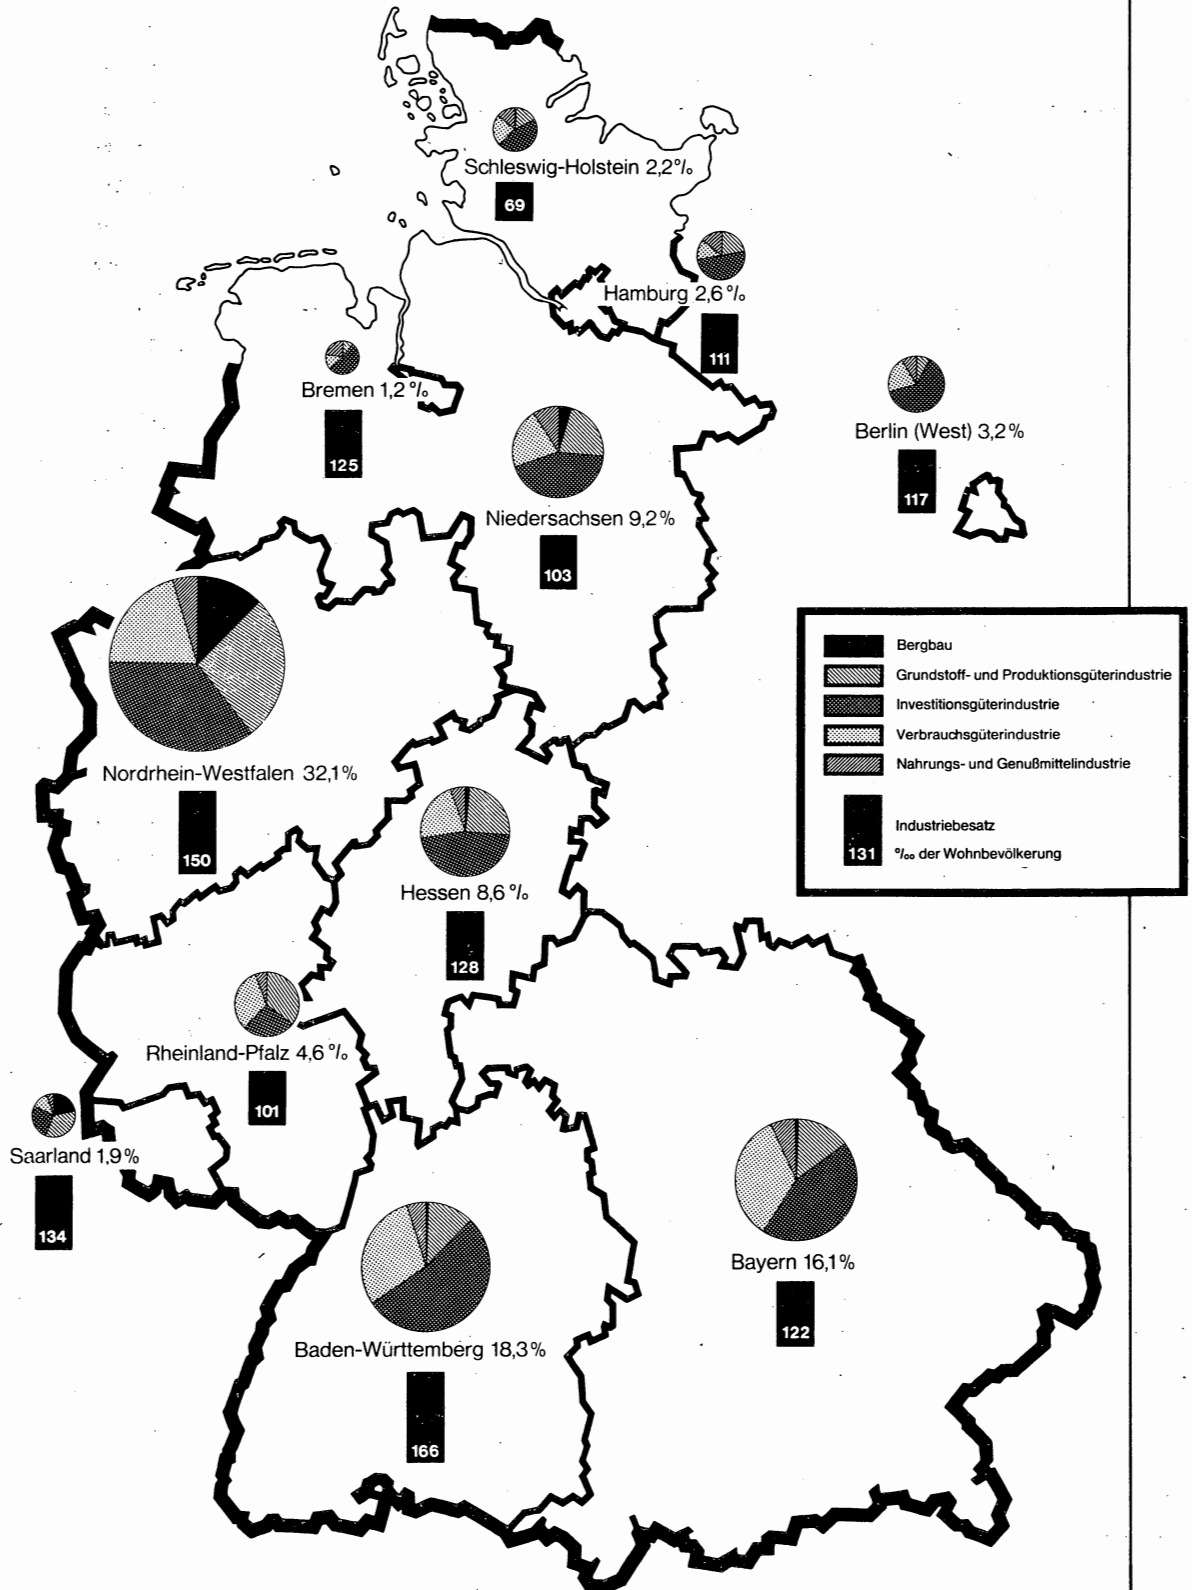 Schleswig-Holstein 2,2%
69
Hamburg 2,6%
111
Bremen 1,2%
125
Berlin (West) 3,2%
117
Niedersachsen 9,2%
103
Nordrhein-Westfalen 32,1%
150
Bergbau
Grundstoff- und Produktionsgüterindustrie
Investitionsgüterindustrie
Verbrauchsgüterindustrie
Nahrungs- und Genußmittelindustrie
131
Industriebesatz
‰ der Wohnbevölkerung
Hessen 8,6%
128
Rheinland-Pfalz 4,6%
101
Saarland 1,9%
134
Bayern 16,1%
122
Baden-Württemberg 18,3%
166